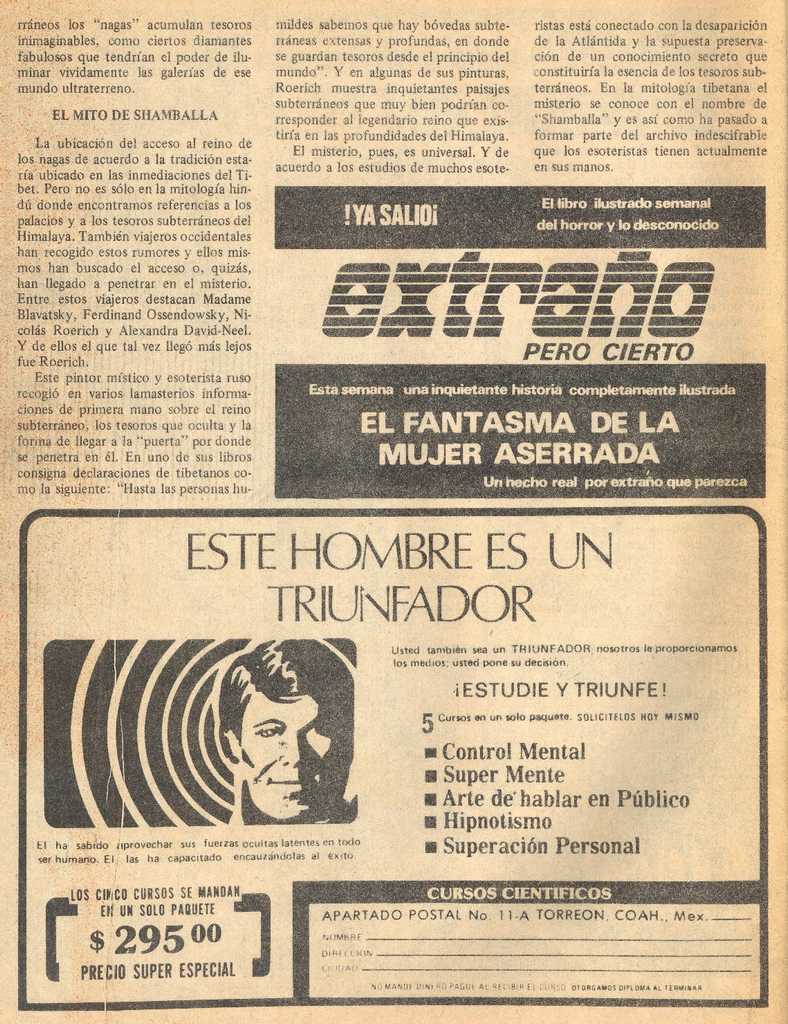 rráneos los "nagas" acumulan tesoros
inimaginables, como ciertos diamantes
fabulosos que tendrían el poder de ilu-
minar vividamente las galerías de ese
mundo ultraterreno.
EL MITO DE SHAMBALLA
La ubicación del acceso al reino de
los nagas de acuerdo a la tradición esta-
ría ubicado en las inmediaciones del Ti-
bet. Pero no es sólo en la mitología hin-
dú donde encontramos referencias a los
palacios y a los tesoros subterráneos del
Himalaya. También viajeros occidentales
han recogido estos rumores y ellos mis-
mos han buscado el acceso o, quizás,
han llegado a penetrar en el misterio.
Entre estos viajeros destacan Madame
Blavatsky, Ferdinand Ossendowsky, Ni-
colás Roerich y Alexandra David-Neel.
Y de ellos el que tal vez llegó más lejos
fue Roerich.
Este pintor místico y esoterista ruso
recogió en varios lamasterios informa-
ciones de primera mano sobre el reino
subterráneo, los tesoros que oculta y la
forma de llegar a la "puerta" por donde
se penetra en él. En uno de sus libros
consigna declaraciones de tibetanos co-
mo la siguiente: "Hasta las personas hu-
mildes sabemos que hay bóvedas subte-
rráneas extensas y profundas, en donde
se guardan tesoros desde el principio del
mundo". Y en algunas de sus pinturas,
Roerich muestra inquietantes paisajes
subterráneos que muy bien podrían co-
rresponder al legendario reino que exis-
tiría en las profundidades del Himalaya.
El misterio, pues, es universal. Y de
acuerdo a los estudios de muchos esote-
ristas está conectado con la desaparición
de la Atlántida y la supuesta preserva-
ción de un conocimiento secreto que
constituiría la esencia de los tesoros sub-
terráneos. En la mitología tibetana el
misterio se conoce con el nombre de
"Shamballa" y es así como ha pasado a
formar parte del archivo indescifrable
que los esoteristas tienen actualmente
en sus manos.
!YA SALIO¡
El libro ilustrado semanal
del horror y lo desconocido
extraño
PERO CIERTO
Esta semana una inquietante historia completamente ilustrada
EL FANTASMA DE LA
MUJER ASERRADA
Un hecho real por extraño que parezca
ESTE HOMBRE ES UN
TRIUNFADOR
Usted también sea un TRIUNFADOR nosotros le proporcionamos
los medios; usted pone su decisión.
¡ESTUDIE Y TRIUNFE!
5 Cursos en un solo paquete. SOLICITELOS HOY MISMO
■ Control Mental
■ Super Mente
■ Arte de hablar en Público
■ Hipnotismo
■ Superación Personal
El ha sabido aprovechar sus fuerzas ocultas latentes en todo
ser humano. El las ha capacitado encauzándolas al éxito.
LOS CINCO CURSOS SE MANDAN
EN UN SOLO PAQUETE
$ 295 00
PRECIO SUPER ESPECIAL
CURSOS CIENTIFICOS
APARTADO POSTAL No. 11-A TORREON, COAH., Mex.
NOMBRE
DIRECCION
CIUDAD
NO MANDE DINERO PAGUE AL RECIBIR EL CURSO OTORGAMOS DIPLOMA AL TERMINAR